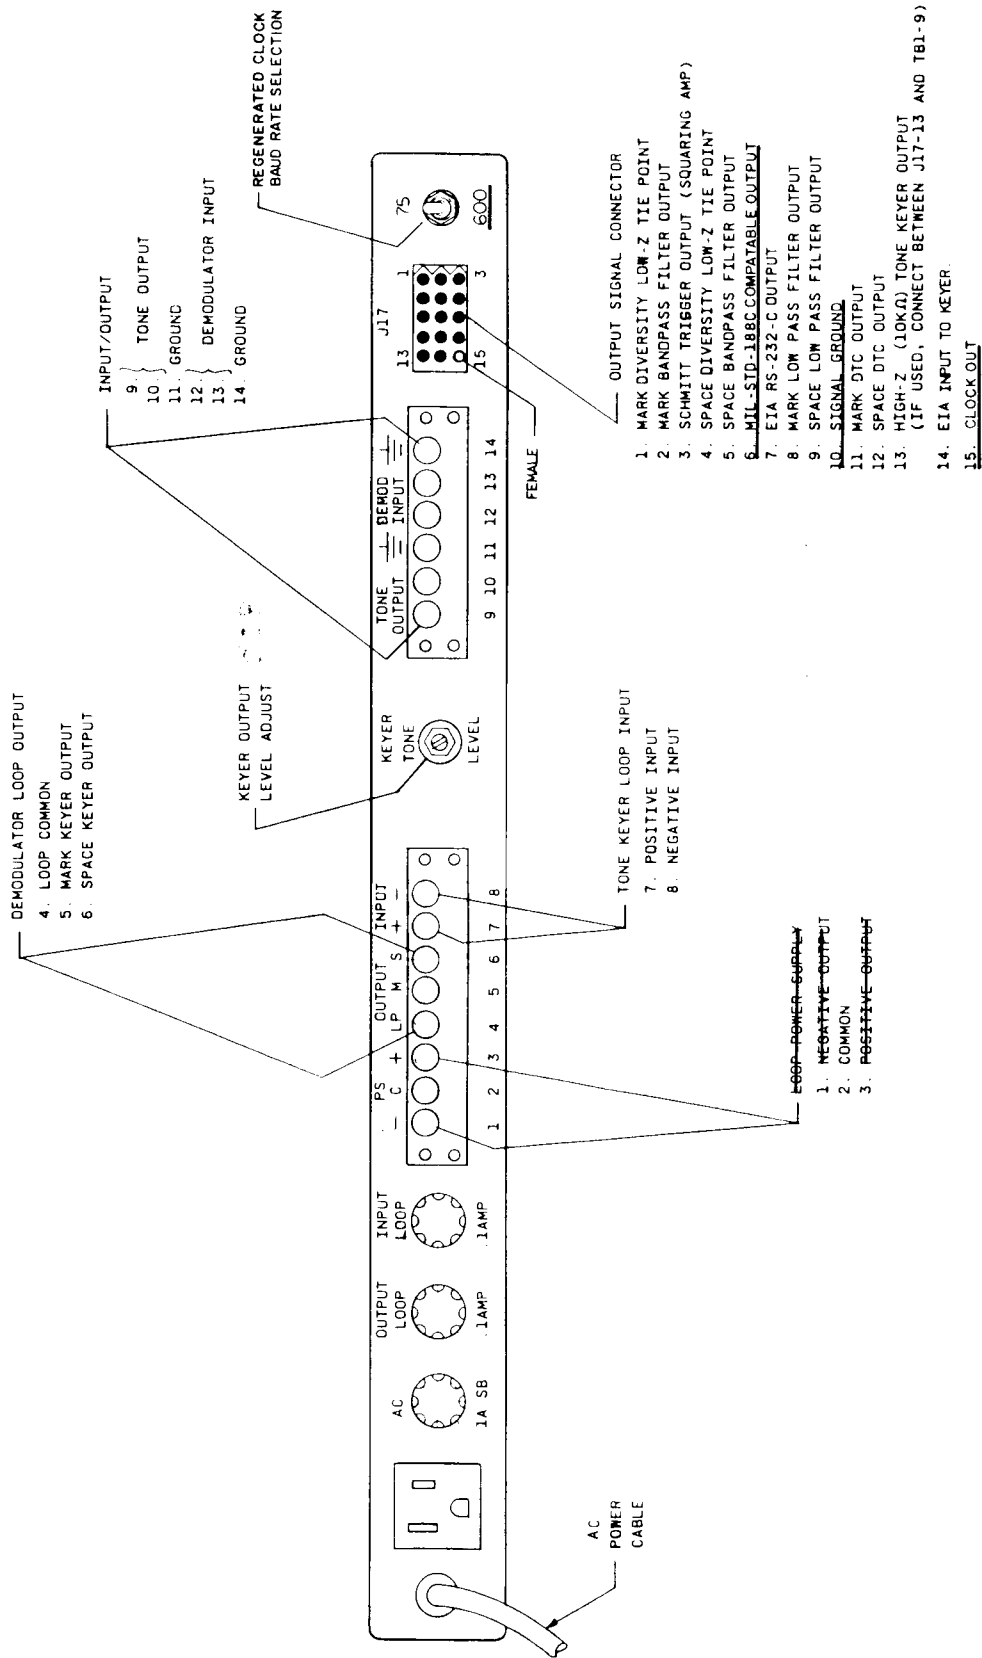 DEMODULATOR LOOP OUTPUT
4. LOOP COMMON
5. MARK KEYER OUTPUT
6. SPACE KEYER OUTPUT
KEYER OUTPUT
LEVEL ADJUST
INPUT/OUTPUT
9.
10.
TONE OUTPUT
11. GROUND
12.
13.
DEMODULATOR INPUT
14. GROUND
REGENERATED CLOCK
BAUD RATE SELECTION
AC
1A SB
OUTPUT
LOOP
.1AMP
INPUT
LOOP
.1AMP
PS
- C +
OUTPUT
LP M S
INPUT
+ -
1 2 3 4 5 6 7 8
KEYER
TONE
LEVEL
TONE
OUTPUT
DEMOD
INPUT
9 10 11 12 13 14
J17
13 1
15 3
75
600
FEMALE
AC
POWER
CABLE
LOOP POWER SUPPLY
1. NEGATIVE OUTPUT
2. COMMON
3. POSITIVE OUTPUT
TONE KEYER LOOP INPUT
7. POSITIVE INPUT
8. NEGATIVE INPUT
OUTPUT SIGNAL CONNECTOR
1. MARK DIVERSITY LOW-Z TIE POINT
2. MARK BANDPASS FILTER OUTPUT
3. SCHMITT TRIGGER OUTPUT (SQUARING AMP)
4. SPACE DIVERSITY LOW-Z TIE POINT
5. SPACE BANDPASS FILTER OUTPUT
6. MIL-STD-188C COMPATABLE OUTPUT
7. EIA RS-232-C OUTPUT
8. MARK LOW PASS FILTER OUTPUT
9. SPACE LOW PASS FILTER OUTPUT
10. SIGNAL GROUND
11. MARK DTC OUTPUT
12. SPACE DTC OUTPUT
13. HIGH-Z (10KΩ) TONE KEYER OUTPUT
(IF USED, CONNECT BETWEEN J17-13 AND TB1-9)
14. EIA INPUT TO KEYER.
15. CLOCK OUT